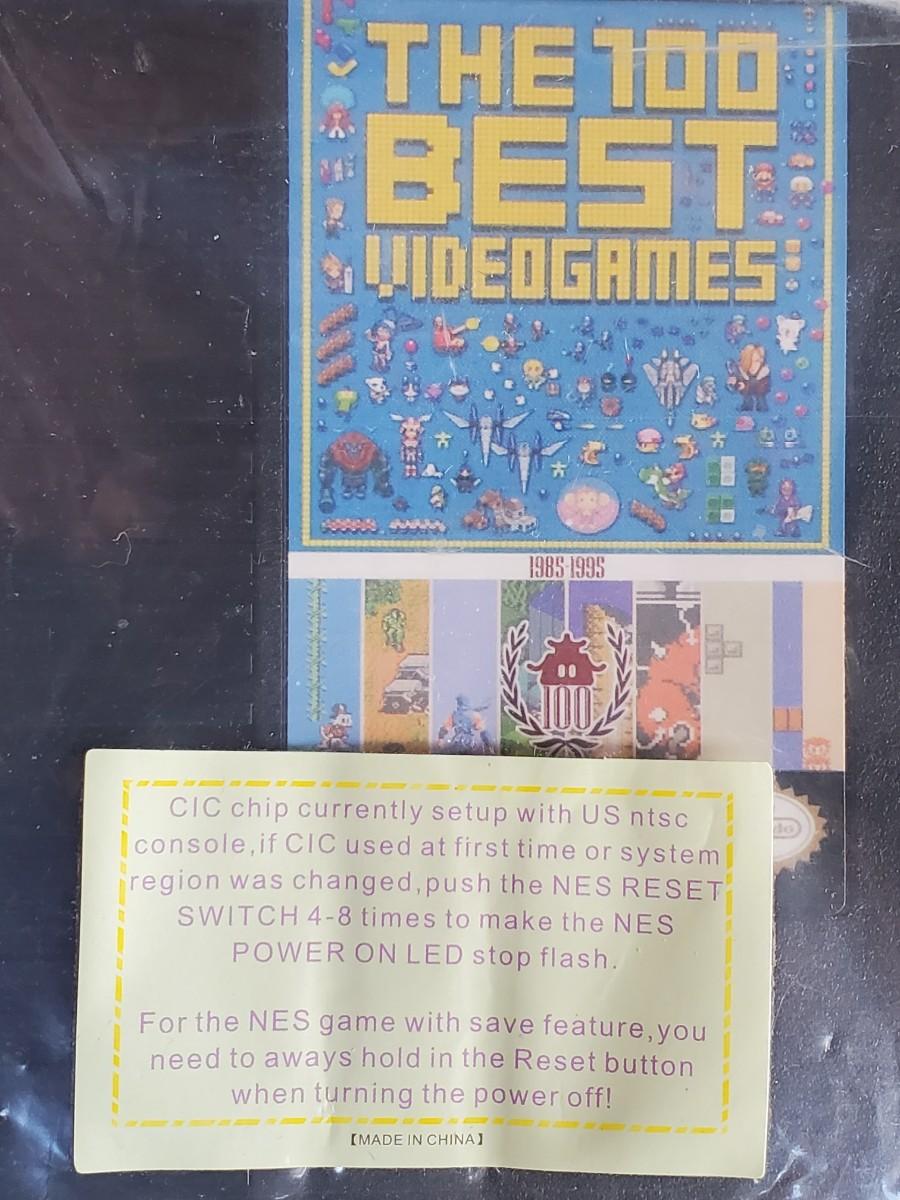 THE 100
BEST
VIDEOGAMES
1985-1995
100
CIC chip currently setup with US ntsc
console,if CIC used at first time or system
region was changed,push the NES RESET
SWITCH 4-8 times to make the NES
POWER ON LED stop flash.
For the NES game with save feature,you
need to aways hold in the Reset button
when turning the power off!
【MADE IN CHINA】